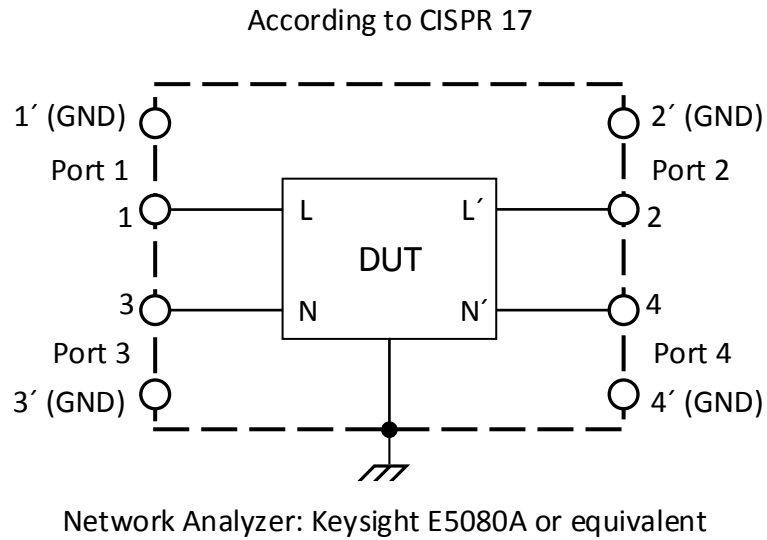 According to CISPR 17
1´ (GND)
2´ (GND)
Port 1
Port 2
1
L
L´
2
DUT
3
N
N´
4
Port 3
Port 4
3´ (GND)
4´ (GND)
Network Analyzer: Keysight E5080A or equivalent